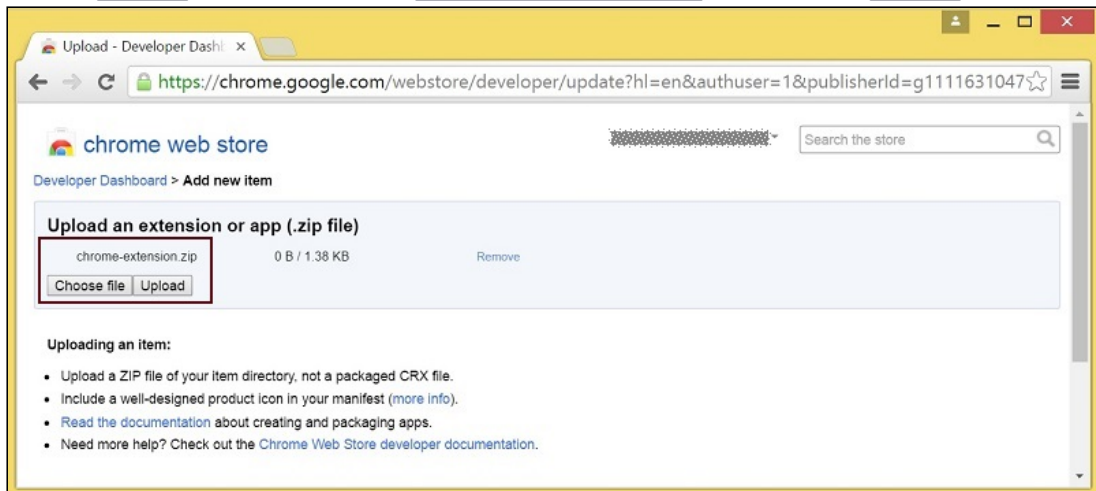 Upload - Developer Dash
https://chrome.google.com/webstore/developer/update?hl=en&authuser=1&publisherId=g1111631047
chrome web store
Search the store
Developer Dashboard > Add new item
Upload an extension or app (.zip file)
chrome-extension.zip 0 B / 1.38 KB Remove
Choose file Upload
Uploading an item:
• Upload a ZIP file of your item directory, not a packaged CRX file.
• Include a well-designed product icon in your manifest (more info).
• Read the documentation about creating and packaging apps.
• Need more help? Check out the Chrome Web Store developer documentation.